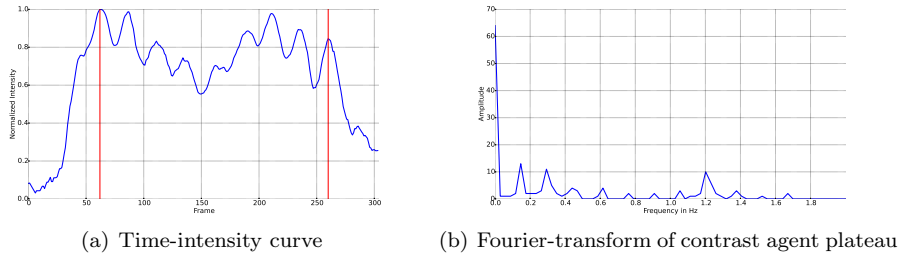 1.0
0.8
0.6
0.4
0.2
0.0
Normalized Intensity
0 50 100 150 200 250 300
Frame
(a) Time-intensity curve
70
60
50
40
30
20
10
0
Amplitude
0.0 0.2 0.4 0.6 0.8 1.0 1.2 1.4 1.6 1.8
Frequency in Hz
(b) Fourier-transform of contrast agent plateau